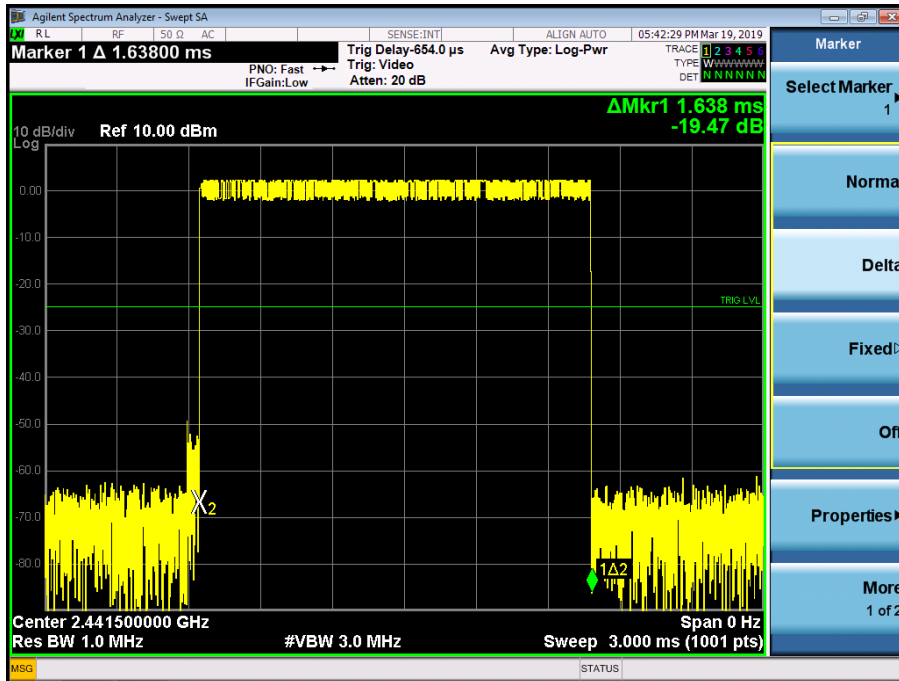 Agilent Spectrum Analyzer - Swept SA
LXI RL RF 50 Ω AC SENSE:INT ALIGN AUTO 05:42:29 PM Mar 19, 2019
Marker 1 Δ 1.63800 ms
PNO: Fast
IFGain:Low
Trig Delay-654.0 µs
Trig: Video
Atten: 20 dB
Avg Type: Log-Pwr
TRACE 1 2 3 4 5 6
TYPE WWWWWW
DET N N N N N N
ΔMkr1 1.638 ms
-19.47 dB
10 dB/div Ref 10.00 dBm
Log
0.00
-10.0
-20.0
TRIG LVL
-30.0
-40.0
-50.0
-60.0
-70.0
-80.0
X2
1Δ2
Center 2.441500000 GHz Span 0 Hz
Res BW 1.0 MHz #VBW 3.0 MHz Sweep 3.000 ms (1001 pts)
MSG STATUS
Marker
Select Marker
1
Norma
Delta
Fixed
Off
Properties
More
1 of 2